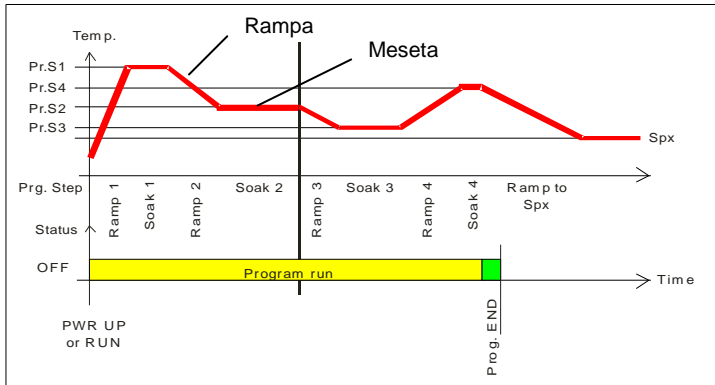 Temp.
Rampa
Meseta
Pr.S1
Pr.S4
Pr.S2
Pr.S3
Spx
Prg. Step
Ramp 1
Soak 1
Ramp 2
Soak 2
Ramp 3
Soak 3
Ramp 4
Soak 4
Ramp to
Spx
Status
OFF
Program run
Time
PWR UP
or RUN
Prog. END